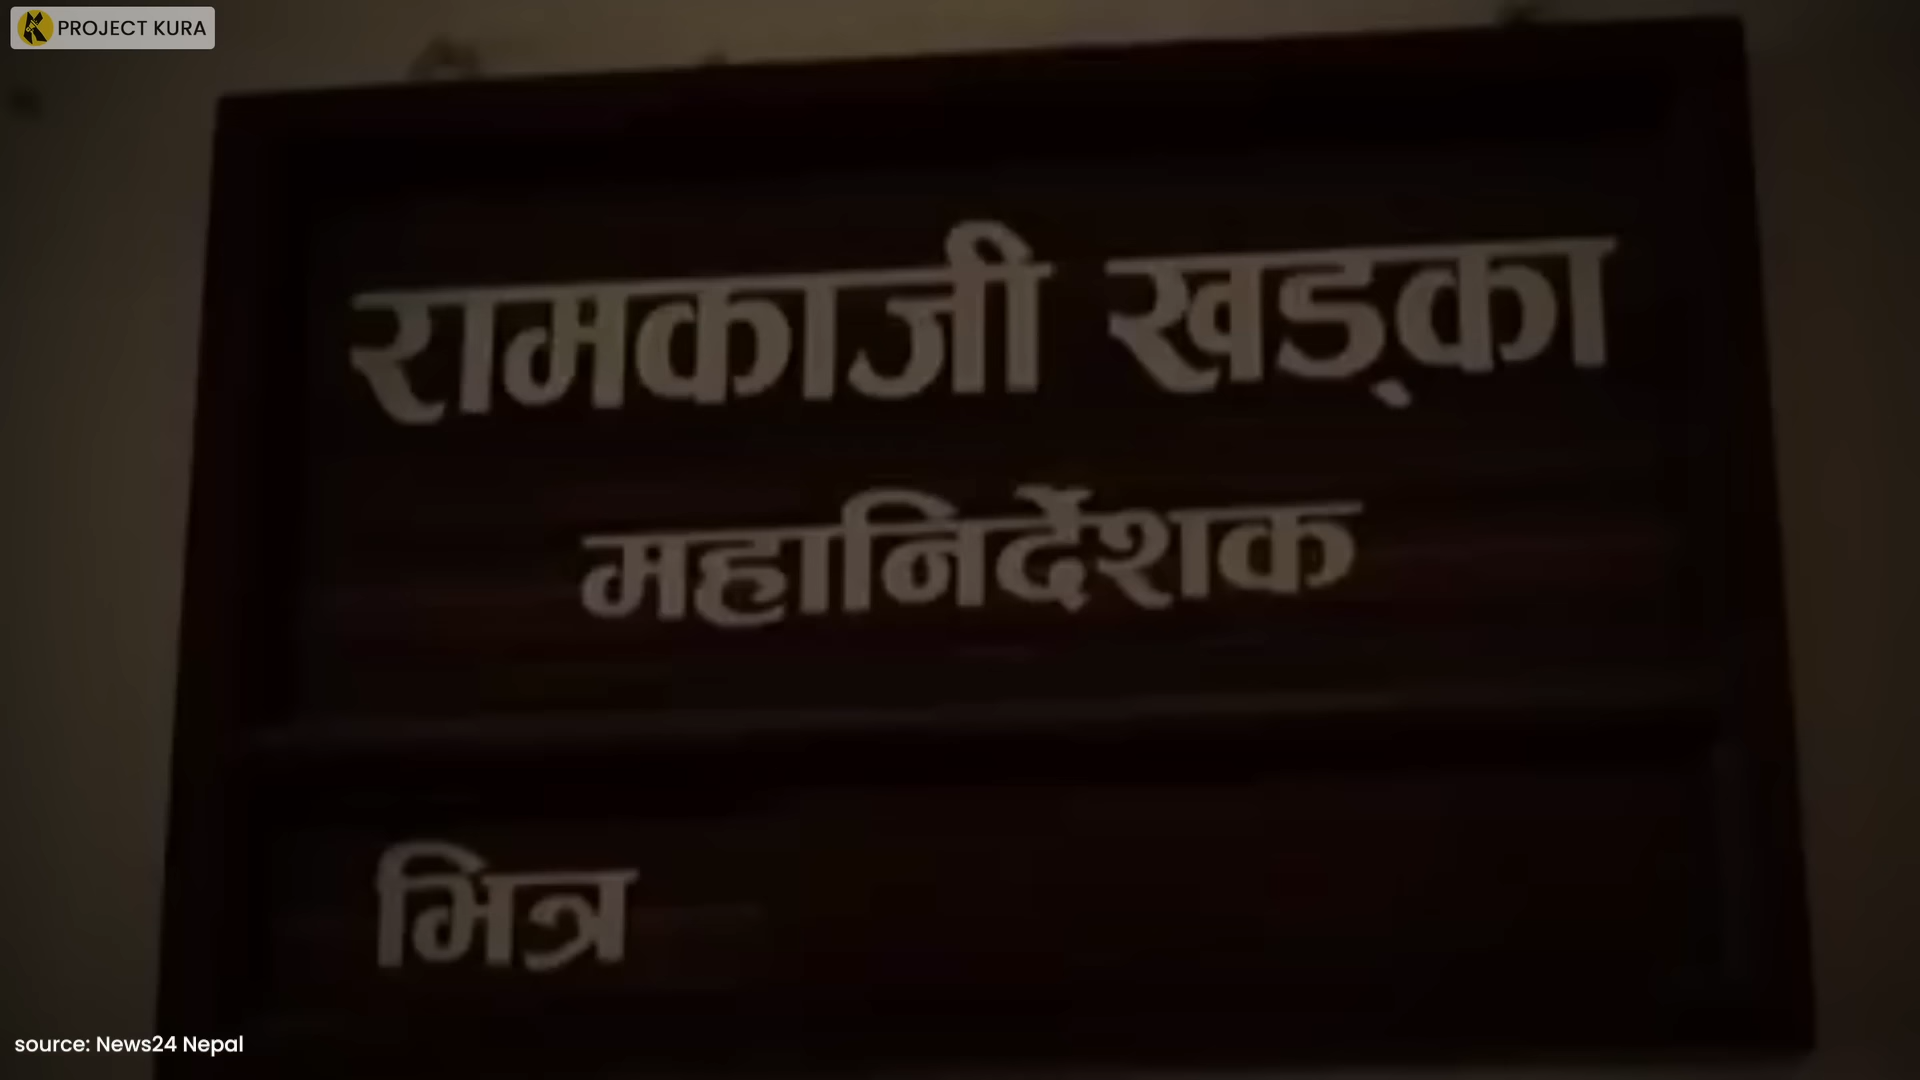 PROJECT KURA
रामकाजी खड्का
महानिर्देशक
भित्र
source: News24 Nepal